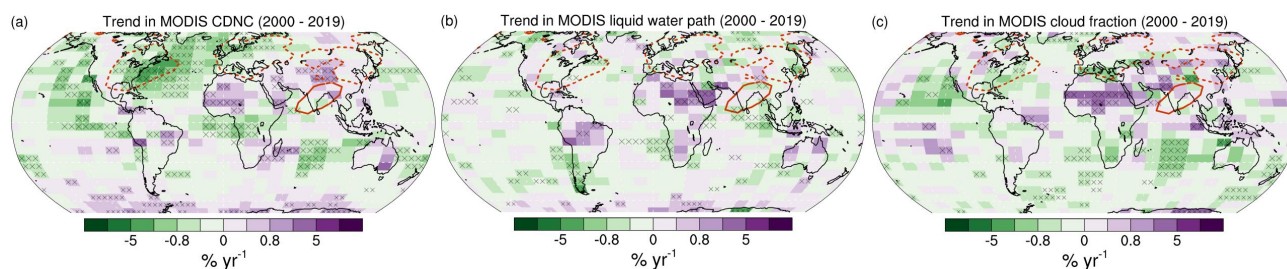 (a) Trend in MODIS CDNC (2000 - 2019)
-5 -0.8 0 0.8 5
% yr-1
(b) Trend in MODIS liquid water path (2000 - 2019)
-5 -0.8 0 0.8 5
% yr-1
(c) Trend in MODIS cloud fraction (2000 - 2019)
-5 -0.8 0 0.8 5
% yr-1